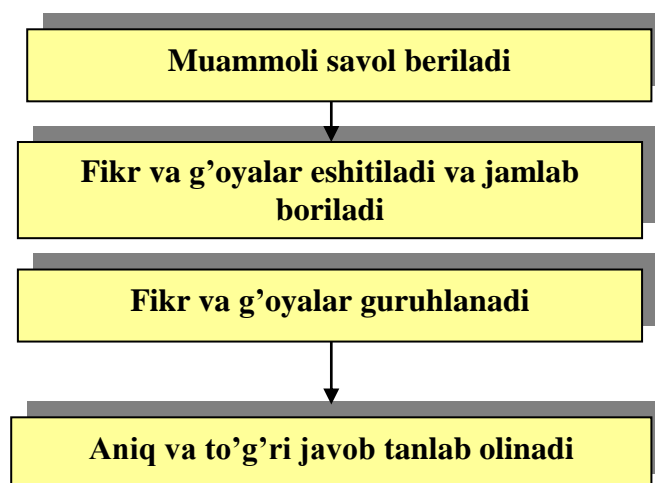 Muammoli savol beriladi
Fikr va g’oyalar eshitiladi va jamlab
boriladi
Fikr va g’oyalar guruhlanadi
Aniq va to’g’ri javob tanlab olinadi